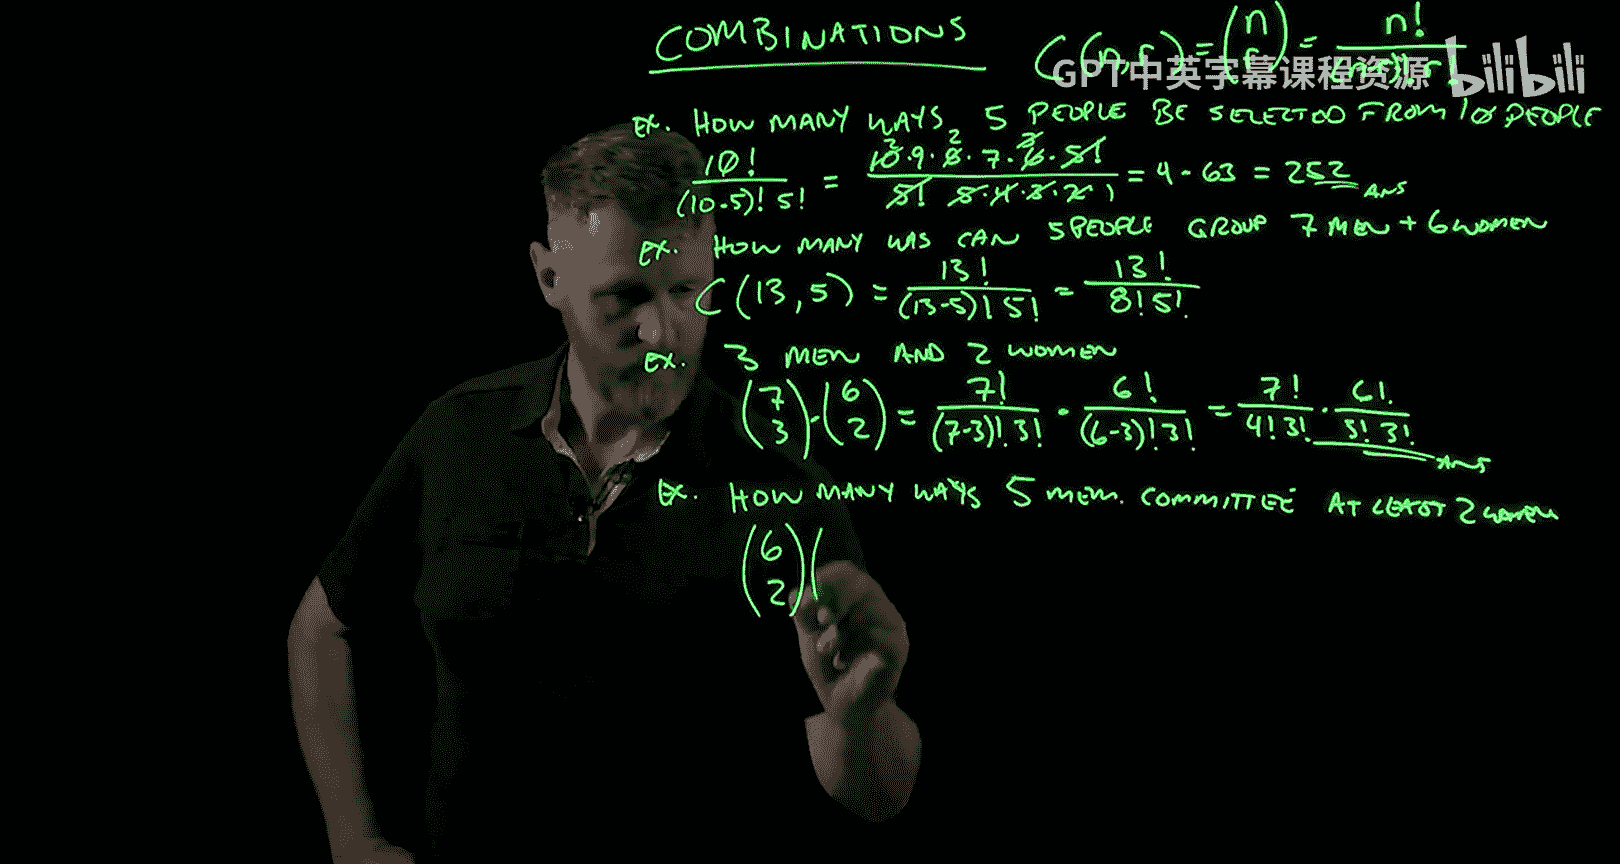 COMBINATIONS C(n,r) = (n r) = n! / (n-r)! r!
GPT中英字幕课程资源 bilibili
EX. HOW MANY WAYS, 5 PEOPLE BE SELECTED FROM 10 PEOPLE
10! / (10-5)! 5! = 10·9·8·7·6·5! / 5! 5·4·3·2·1 = 4·63 = 252 ANS
2 2 2
EX. HOW MANY WAS CAN 5 PEOPLE GROUP 7 MEN + 6 WOMEN
C(13,5) = 13! / (13-5)! 5! = 13! / 8! 5!
EX. 3 MEN AND 2 WOMEN
(7 3)·(6 2) = 7! / (7-3)! 3! · 6! / (6-3)! 3! = 7! / 4! 3! · 6! / 3! 3! ANS
EX. HOW MANY WAYS 5 MEM. COMMITTEE AT LEAST 2 WOMEN
(6 2)(